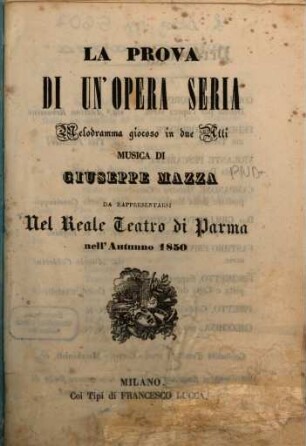 LA PROVA
DI UN'OPERA SERIA
Melodramma giocoso in due Atti
MUSICA DI
GIUSEPPE MAZZA
DA RAPPRESENTARSI
Nel Reale Teatro di Parma
nell'Autunno 1850
MILANO,
Coi Tipi di FRANCESCO LUCCA.